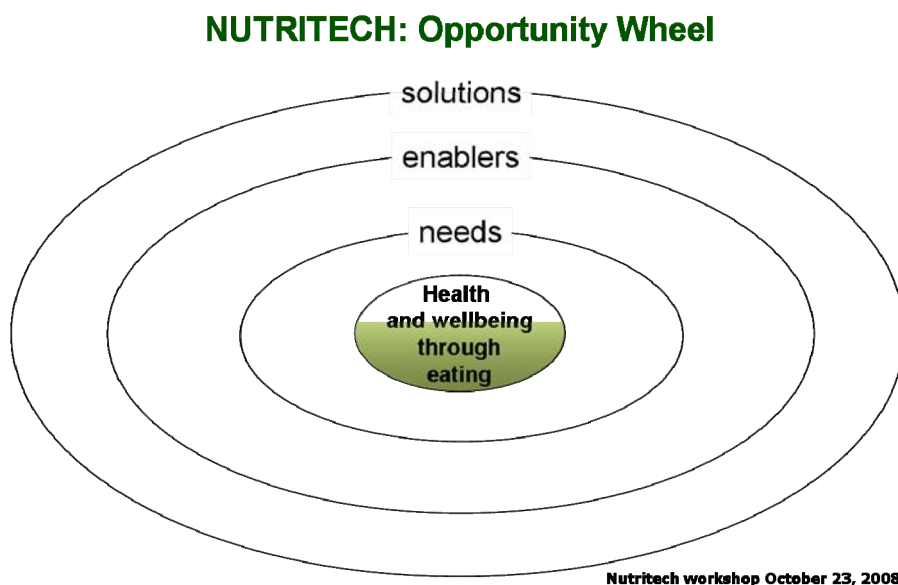 NUTRITECH: Opportunity Wheel
solutions
enablers
needs
Health
and wellbeing
through
eating
Nutritech workshop October 23, 2008